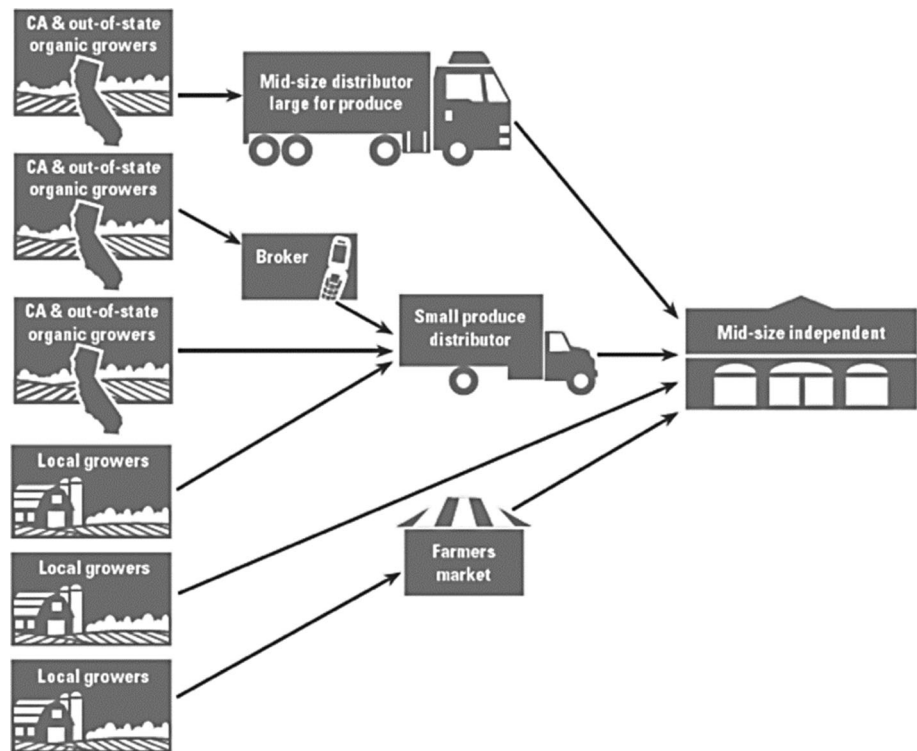 CA & out-of-state
organic growers
Mid-size distributor
large for produce
CA & out-of-state
organic growers
Broker
CA & out-of-state
organic growers
Small produce
distributor
Mid-size independent
Local growers
Farmers
market
Local growers
Local growers